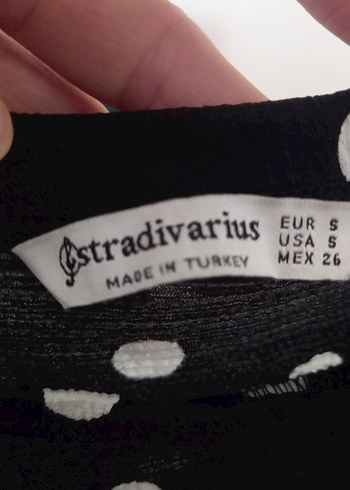 stradivarius
MADE IN TURKEY
EUR S
USA S
MEX 26